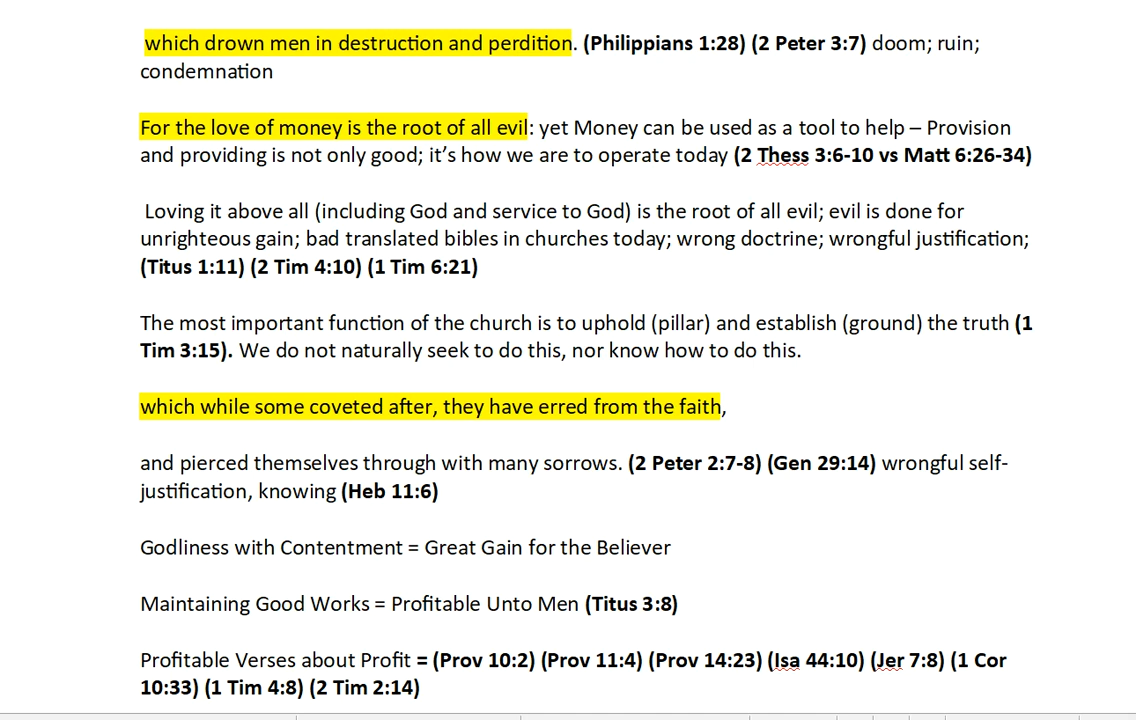 which drown men in destruction and perdition. (Philippians 1:28) (2 Peter 3:7) doom; ruin;
condemnation
For the love of money is the root of all evil: yet Money can be used as a tool to help – Provision
and providing is not only good; it’s how we are to operate today (2 Thess 3:6-10 vs Matt 6:26-34)
Loving it above all (including God and service to God) is the root of all evil; evil is done for
unrighteous gain; bad translated bibles in churches today; wrong doctrine; wrongful justification;
(Titus 1:11) (2 Tim 4:10) (1 Tim 6:21)
The most important function of the church is to uphold (pillar) and establish (ground) the truth (1
Tim 3:15). We do not naturally seek to do this, nor know how to do this.
which while some coveted after, they have erred from the faith,
and pierced themselves through with many sorrows. (2 Peter 2:7-8) (Gen 29:14) wrongful self-
justification, knowing (Heb 11:6)
Godliness with Contentment = Great Gain for the Believer
Maintaining Good Works = Profitable Unto Men (Titus 3:8)
Profitable Verses about Profit = (Prov 10:2) (Prov 11:4) (Prov 14:23) (Isa 44:10) (Jer 7:8) (1 Cor
10:33) (1 Tim 4:8) (2 Tim 2:14)